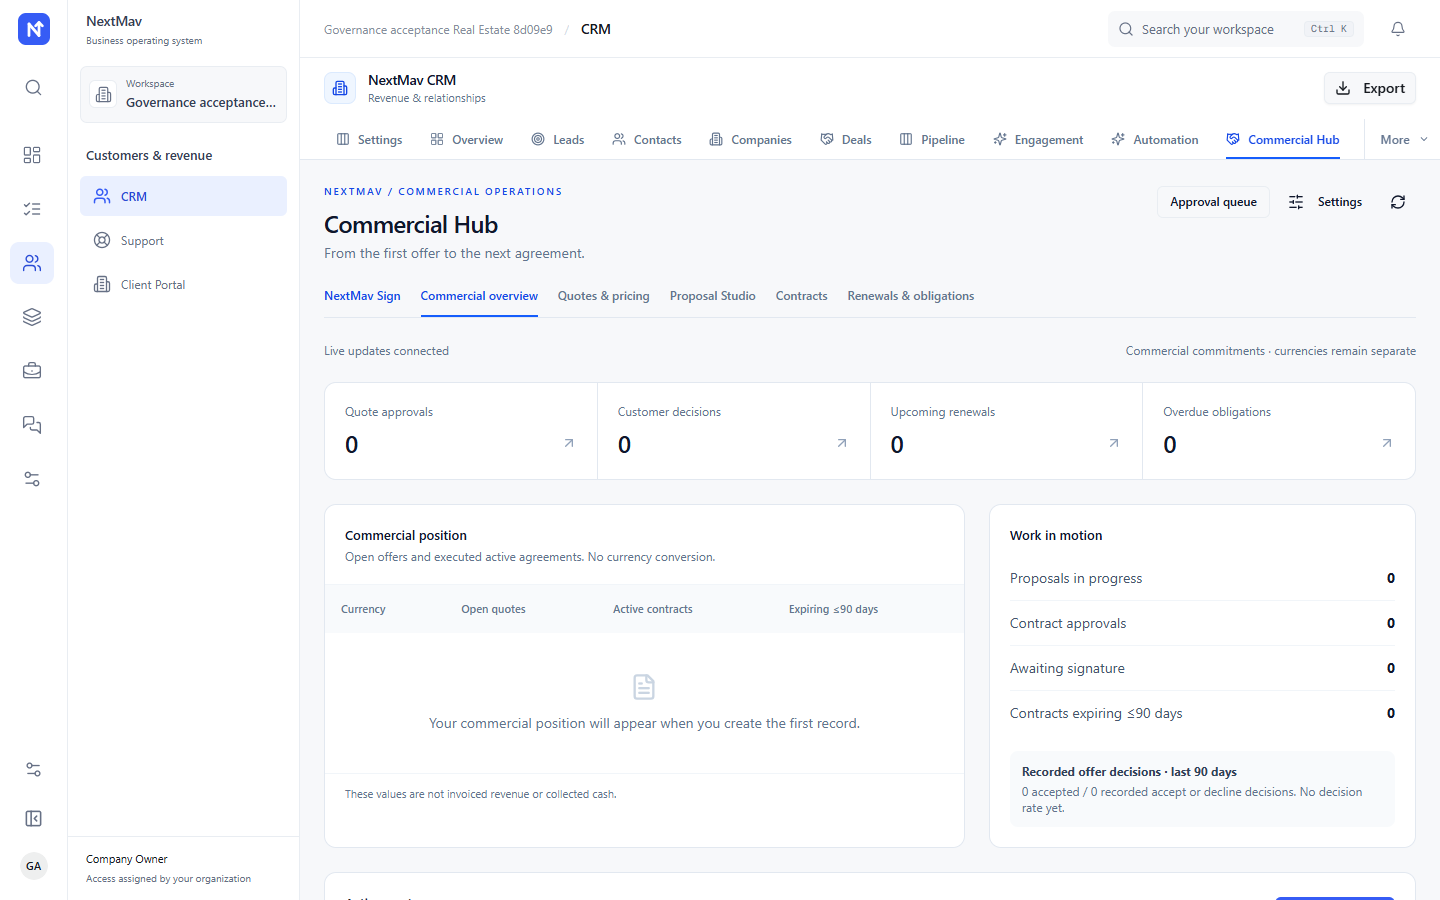 NextMav
Business operating system
Workspace
Governance acceptance...
Customers & revenue
CRM
Support
Client Portal
GA
Company Owner
Access assigned by your organization
Governance acceptance Real Estate 8d09e9 / CRM
Search your workspace Ctrl K
NextMav CRM
Revenue & relationships
Export
Settings Overview Leads Contacts Companies Deals Pipeline Engagement Automation Commercial Hub More
NEXTMAV / COMMERCIAL OPERATIONS
Commercial Hub
From the first offer to the next agreement.
Approval queue Settings
NextMav Sign Commercial overview Quotes & pricing Proposal Studio Contracts Renewals & obligations
Live updates connected Commercial commitments · currencies remain separate
Quote approvals
0
Customer decisions
0
Upcoming renewals
0
Overdue obligations
0
Commercial position
Open offers and executed active agreements. No currency conversion.
Currency Open quotes Active contracts Expiring ≤90 days
Your commercial position will appear when you create the first record.
These values are not invoiced revenue or collected cash.
Work in motion
Proposals in progress 0
Contract approvals 0
Awaiting signature 0
Contracts expiring ≤90 days 0
Recorded offer decisions · last 90 days
0 accepted / 0 recorded accept or decline decisions. No decision
rate yet.